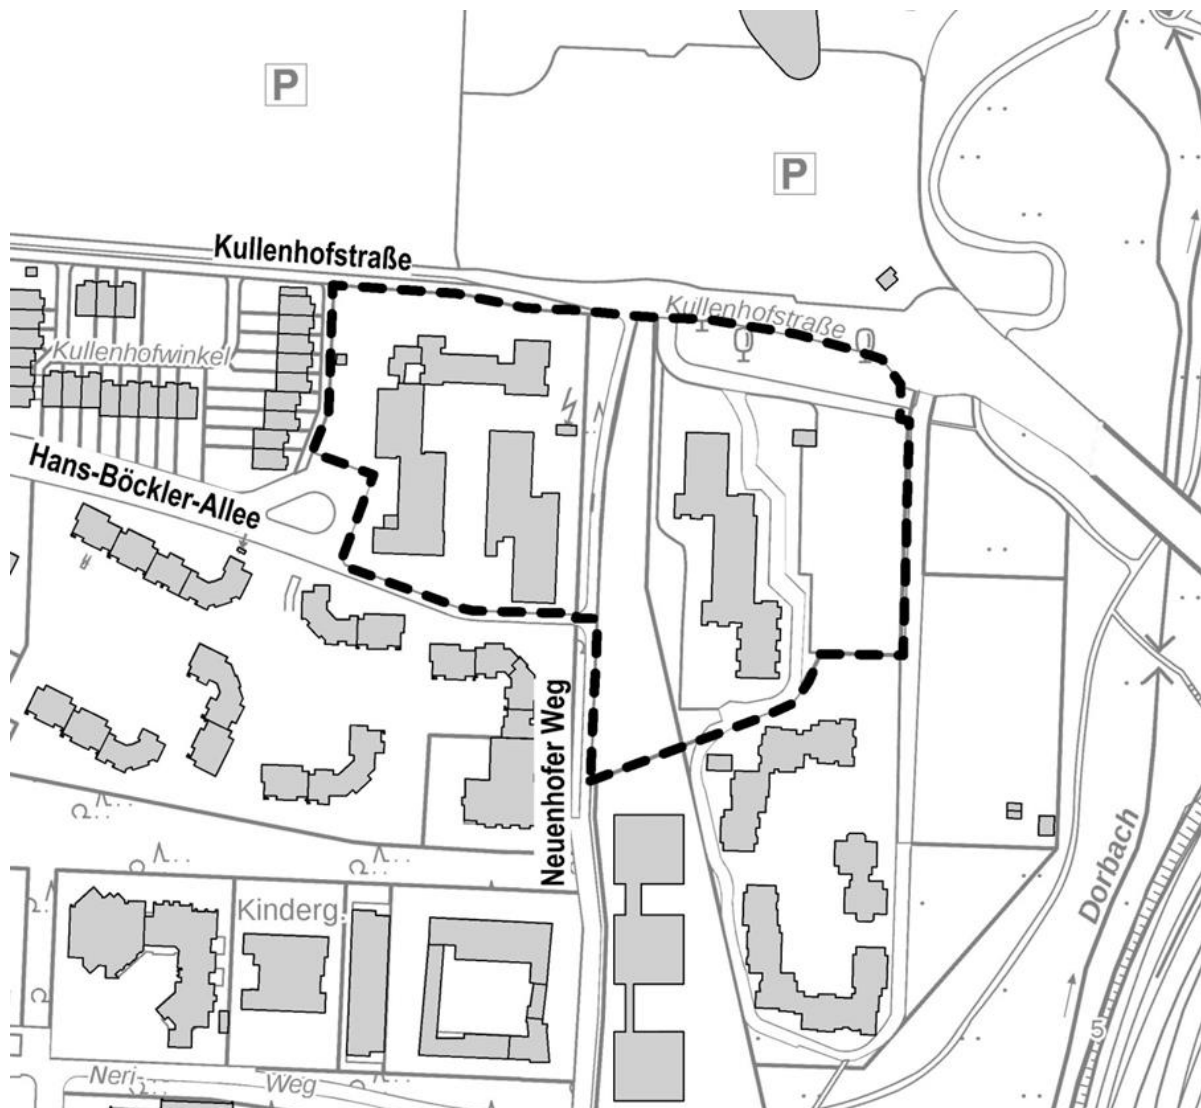 P
P
Kullenhofstraße
Kullenhofstraße
Kullenhofwinkel
Hans-Böckler-Allee
Neuenhofer Weg
Kinderg.
Dorbach
5
Neri-
Weg